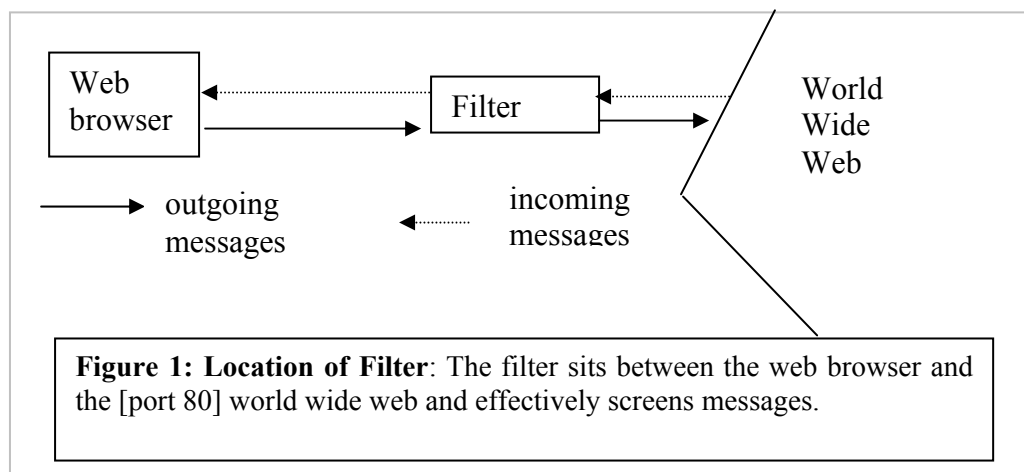 Web
browser
Filter
World
Wide
Web
outgoing
messages
incoming
messages
Figure 1: Location of Filter: The filter sits between the web browser and
the [port 80] world wide web and effectively screens messages.